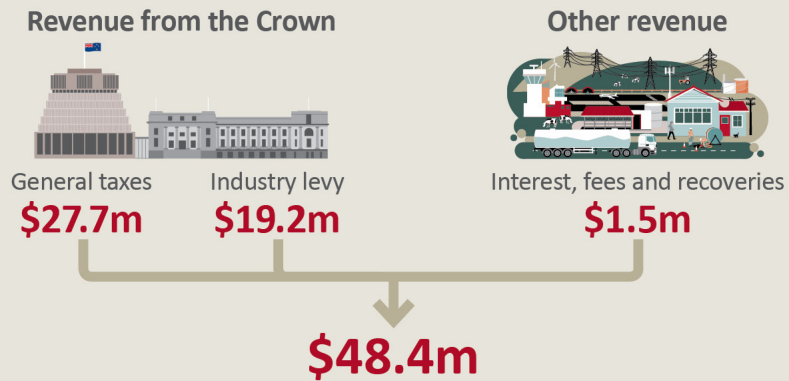 Revenue from the Crown
Other revenue
General taxes
$27.7m
Industry levy
$19.2m
Interest, fees and recoveries
$1.5m
$48.4m